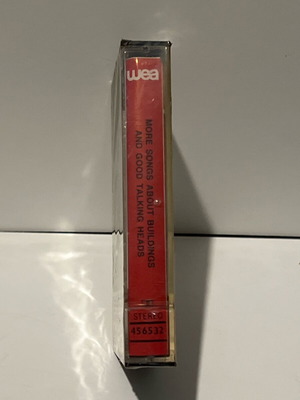 wea
MORE SONGS ABOUT BUILDINGS
AND GOOD TALKING HEADS
STEREO
456532